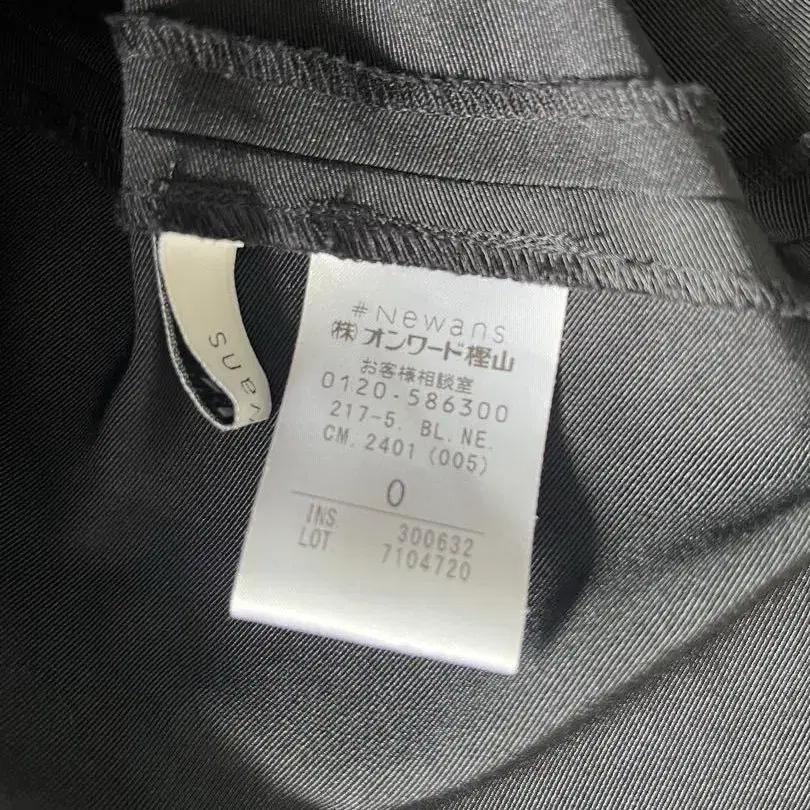 #Newans
(株)オンワード樫山
お客様相談室
0120-586300
217-5. BL.NE.
CM.2401(005)
0
INS. 300632
LOT 7104720
vans